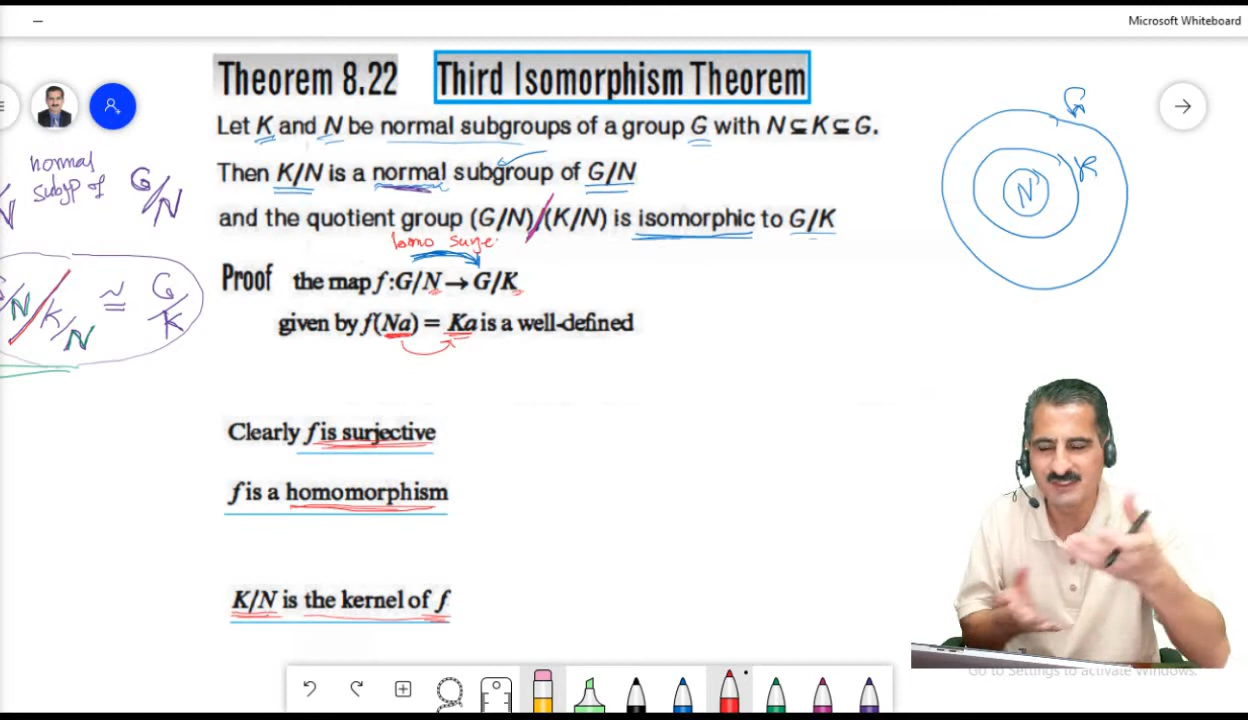 Microsoft Whiteboard
Theorem 8.22 Third Isomorphism Theorem
Let K and N be normal subgroups of a group G with N ⊆ K ⊆ G.
Then K/N is a normal subgroup of G/N
and the quotient group (G/N)/(K/N) is isomorphic to G/K
homo surje.
Proof the map f:G/N → G/K
given by f(Na) = Ka is a well-defined
Clearly f is surjective
f is a homomorphism
K/N is the kernel of f
normal
subgp of G/N
G/N/K/N ≅ G/K
G
K
N
Go to Settings to activate Windows.